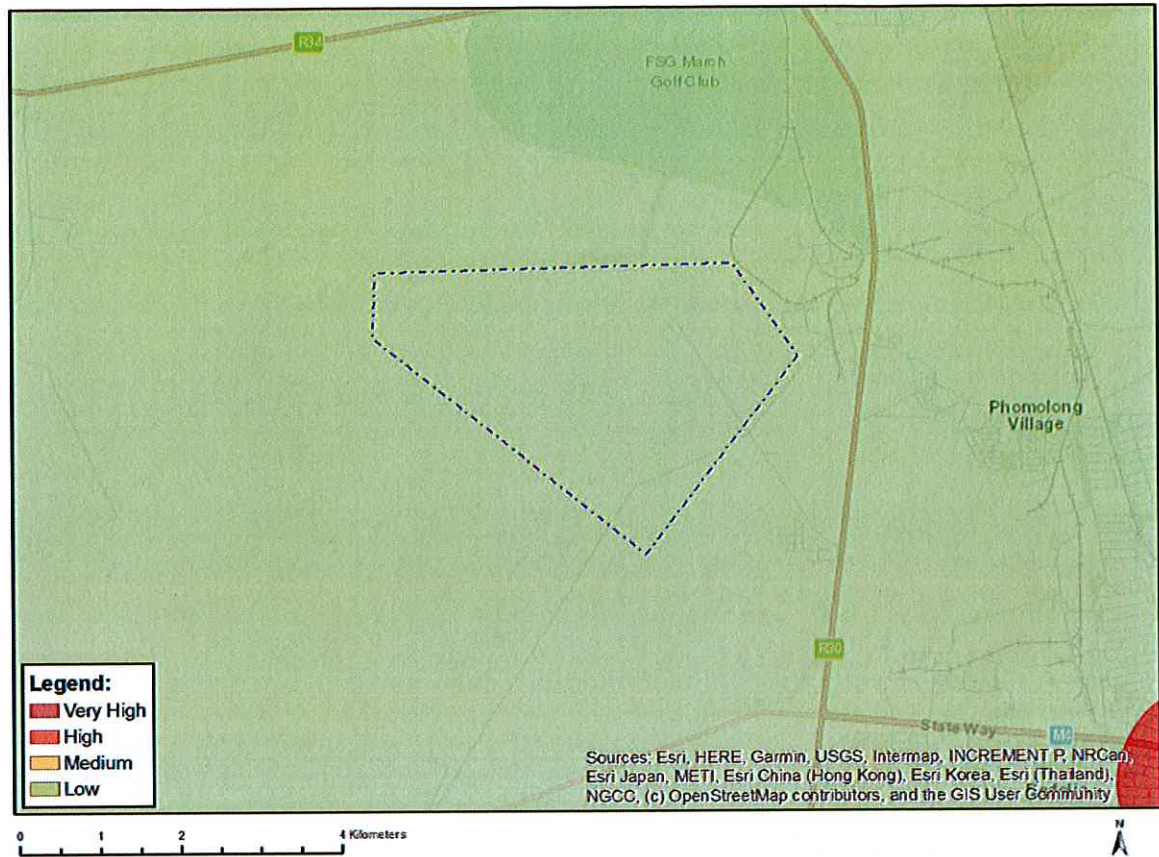 R34
FSG March
Golf Club
Phomolong
Village
R30
State Way
Legend:
Very High
High
Medium
Low
Sources: Esri, HERE, Garmin, USGS, Intermap, INCREMENT P, NRCan,
Esri Japan, METI, Esri China (Hong Kong), Esri Korea, Esri (Thailand),
NGCC, (c) OpenStreetMap contributors, and the GIS User Community
0 1 2 4 Kilometers
N